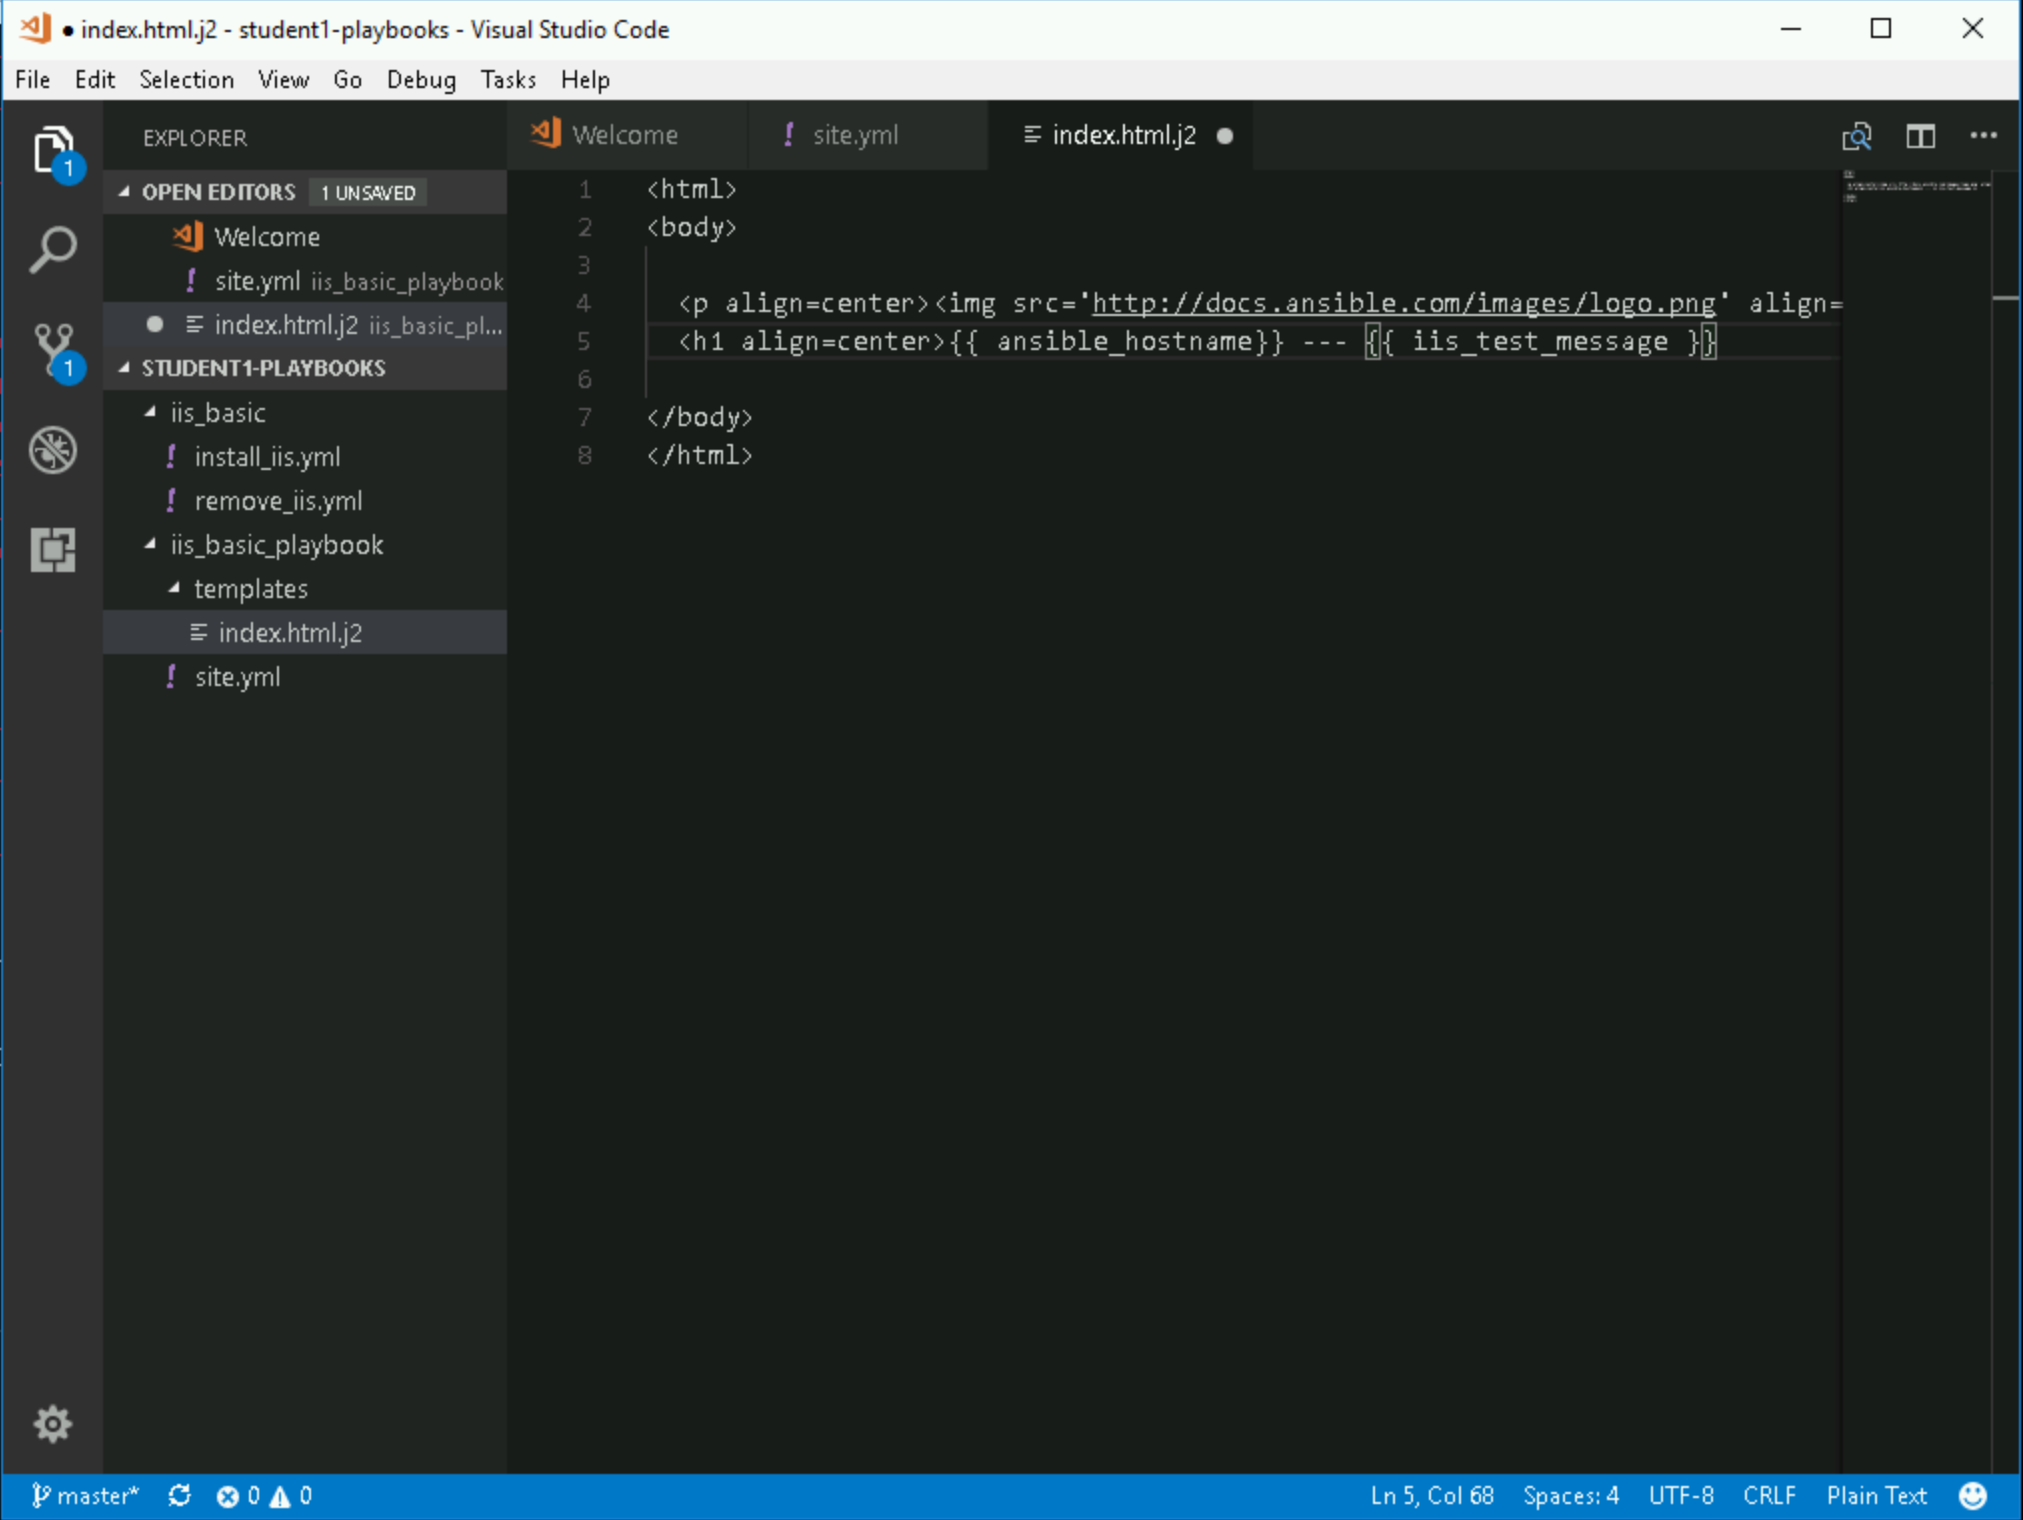 ● index.html.j2 - student1-playbooks - Visual Studio Code
File Edit Selection View Go Debug Tasks Help
EXPLORER
OPEN EDITORS 1 UNSAVED
Welcome
! site.yml iis_basic_playbook
● index.html.j2 iis_basic_pl...
STUDENT1-PLAYBOOKS
iis_basic
! install_iis.yml
! remove_iis.yml
iis_basic_playbook
templates
index.html.j2
! site.yml
1
1
Welcome ! site.yml index.html.j2 ●
1 <html>
2 <body>
3
4 <p align=center><img src='http://docs.ansible.com/images/logo.png' align=
5 <h1 align=center>{{ ansible_hostname}} --- {{ iis_test_message }}
6
7 </body>
8 </html>
master* 0 0 Ln 5, Col 68 Spaces: 4 UTF-8 CRLF Plain Text